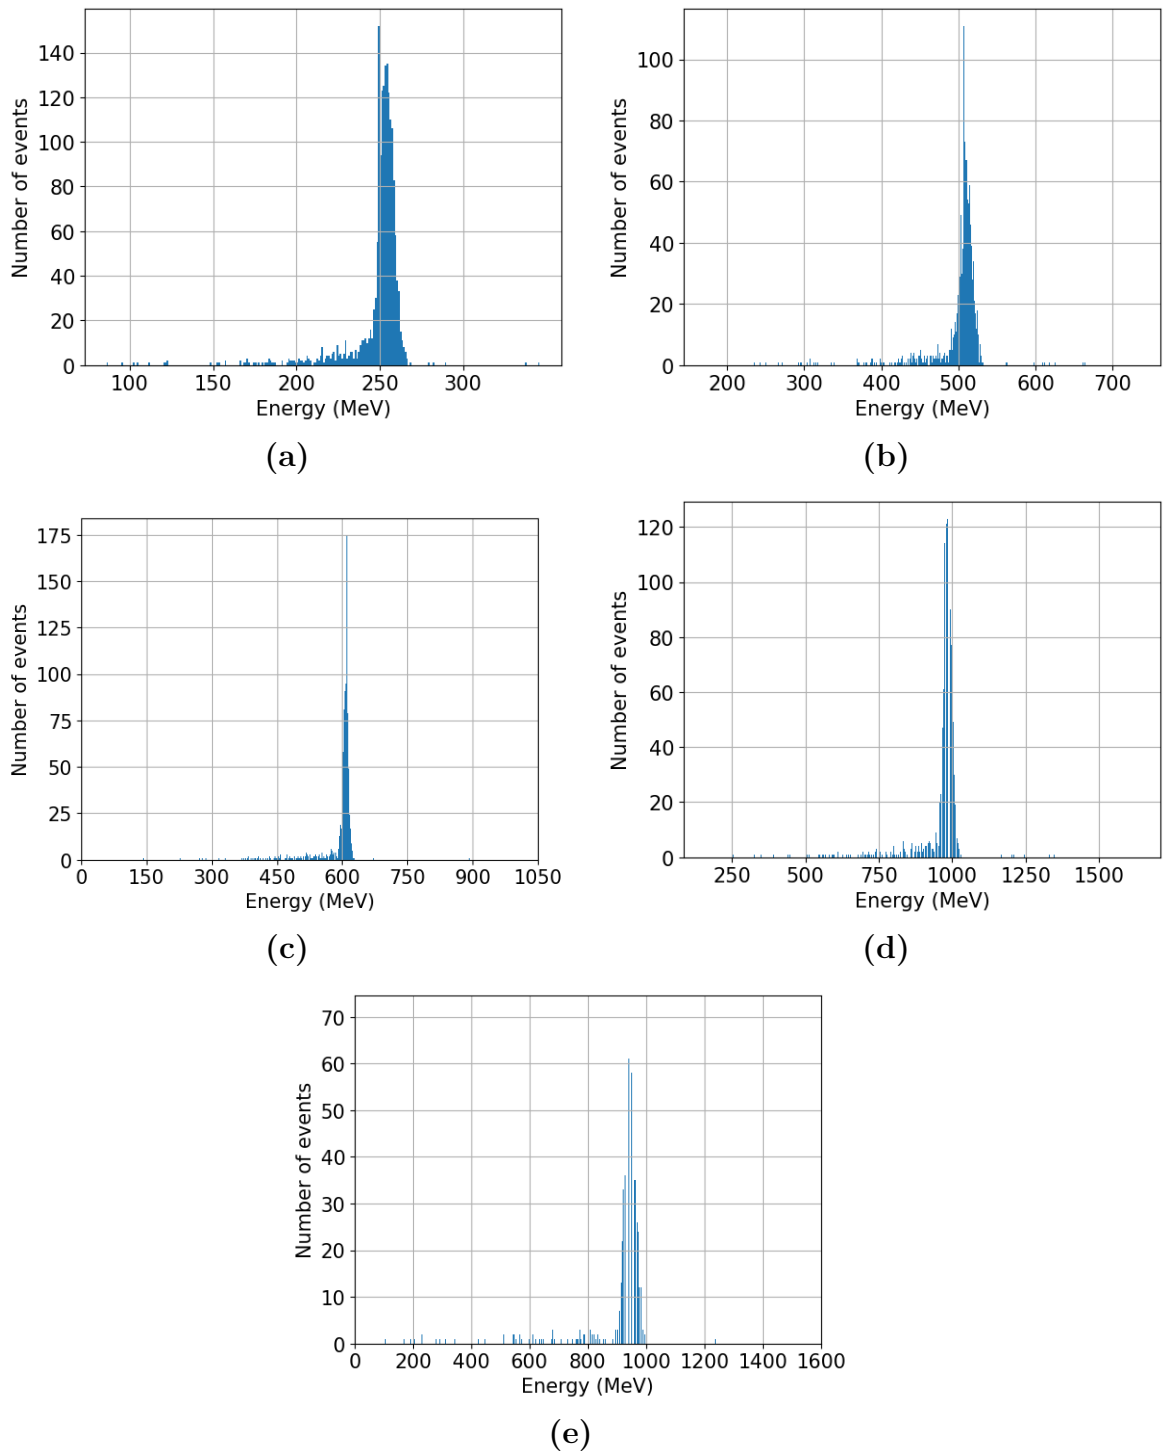 Number of events
140
120
100
80
60
40
20
0
100 150 200 250 300
Energy (MeV)
(a)
Number of events
100
80
60
40
20
0
200 300 400 500 600 700
Energy (MeV)
(b)
Number of events
175
150
125
100
75
50
25
0
0 150 300 450 600 750 900 1050
Energy (MeV)
(c)
Number of events
120
100
80
60
40
20
0
250 500 750 1000 1250 1500
Energy (MeV)
(d)
Number of events
70
60
50
40
30
20
10
0
0 200 400 600 800 1000 1200 1400 1600
Energy (MeV)
(e)